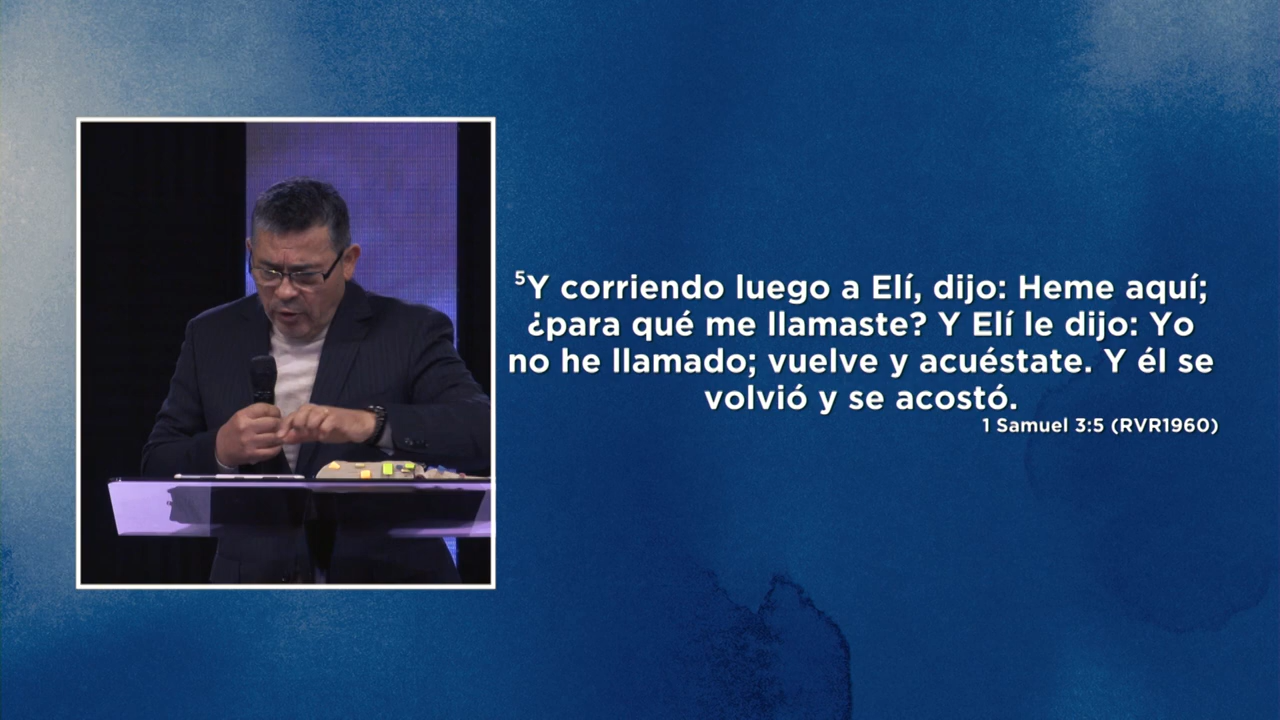 ⁵Y corriendo luego a Elí, dijo: Heme aquí;
¿para qué me llamaste? Y Elí le dijo: Yo
no he llamado; vuelve y acuéstate. Y él se
volvió y se acostó.
1 Samuel 3:5 (RVR1960)